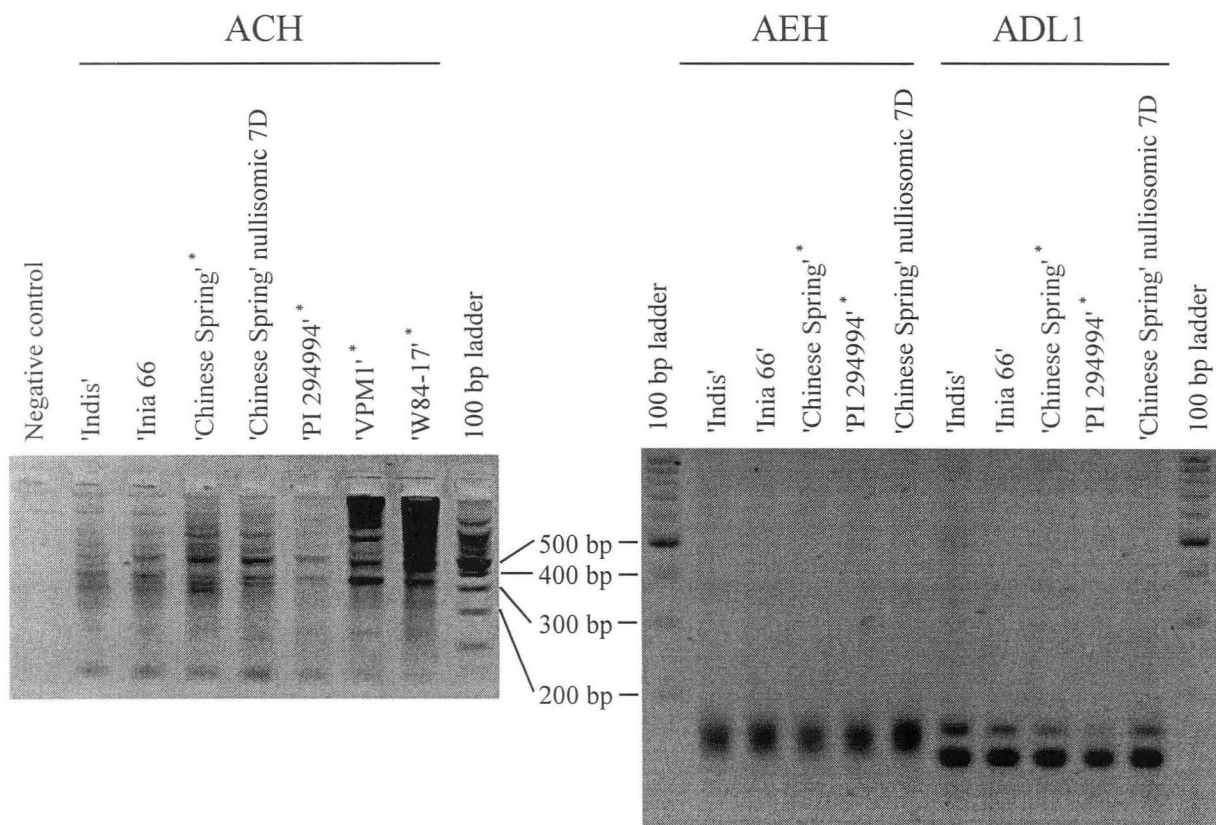 ACH
AEH
ADL1
Negative control
'Indis'
'Inia 66
'Chinese Spring' *
'Chinese Spring' nullisomic 7D
'PI 294994' *
'VPM1' *
'W84-17' *
100 bp ladder
100 bp ladder
'Indis'
'Inia 66'
'Chinese Spring' *
'PI 294994' *
'Chinese Spring' nulliosomic 7D
'Indis'
'Inia 66'
'Chinese Spring' *
'PI 294994' *
'Chinese Spring' nulliosomic 7D
100 bp ladder
500 bp
400 bp
300 bp
200 bp